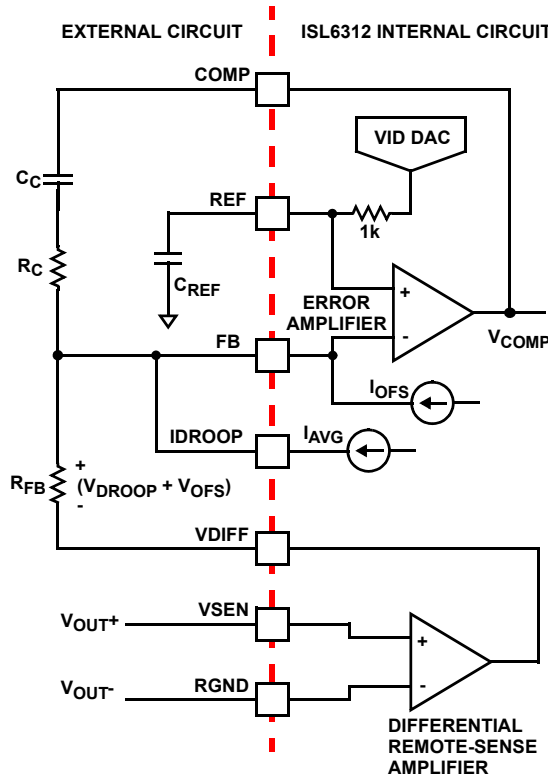 EXTERNAL CIRCUIT
ISL6312 INTERNAL CIRCUIT
COMP
VID DAC
CC
REF
1k
RC
CREF
ERROR
AMPLIFIER
+
-
VCOMP
FB
IOFS
IDROOP
IAVG
RFB
+
(VDROOP + VOFS)
-
VDIFF
VOUT+
VSEN
+
VOUT-
RGND
-
DIFFERENTIAL
REMOTE-SENSE
AMPLIFIER